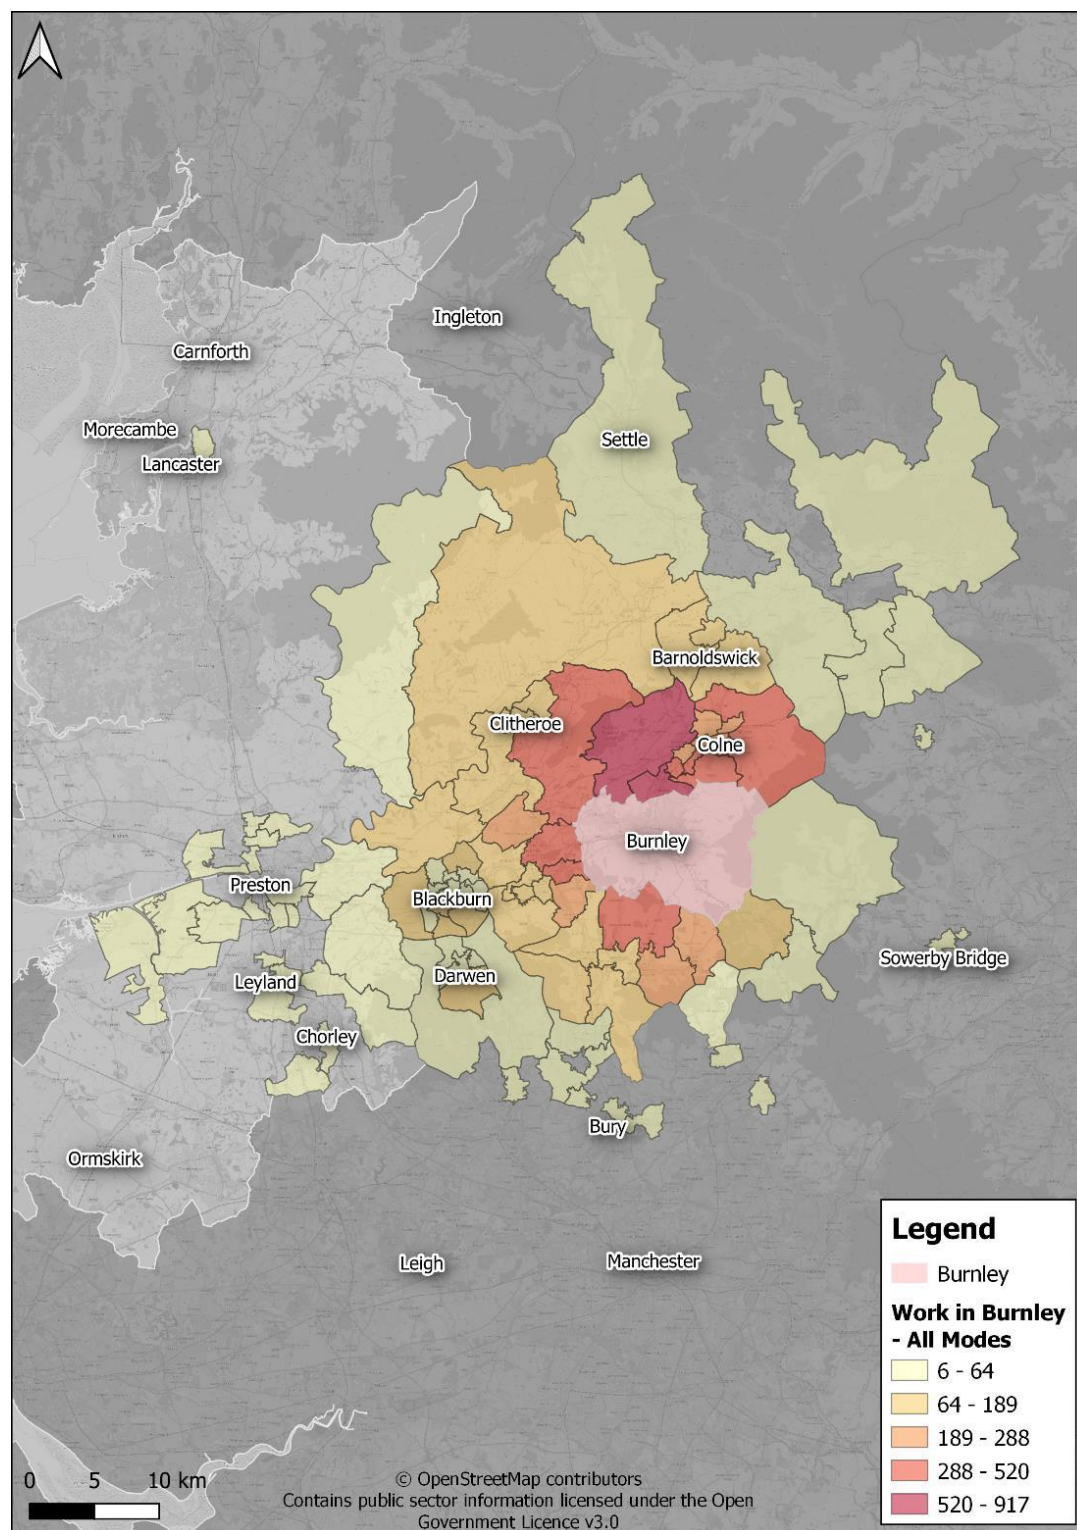 Ingleton
Carnforth
Morecambe
Lancaster
Settle
Barnoldswick
Clitheroe
Colne
Burnley
Preston
Blackburn
Leyland
Darwen
Sowerby Bridge
Chorley
Bury
Ormskirk
Leigh
Manchester
Legend
Burnley
Work in Burnley
- All Modes
6 - 64
64 - 189
189 - 288
288 - 520
520 - 917
0 5 10 km
© OpenStreetMap contributors
Contains public sector information licensed under the Open
Government Licence v3.0